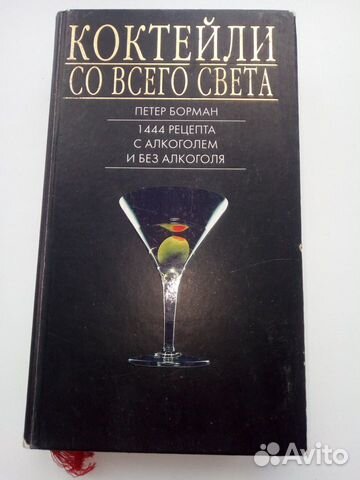 КОКТЕЙЛИ
СО ВСЕГО СВЕТА
ПЕТЕР БОРМАН
1444 РЕЦЕПТА
С АЛКОГОЛЕМ
И БЕЗ АЛКОГОЛЯ
Avito